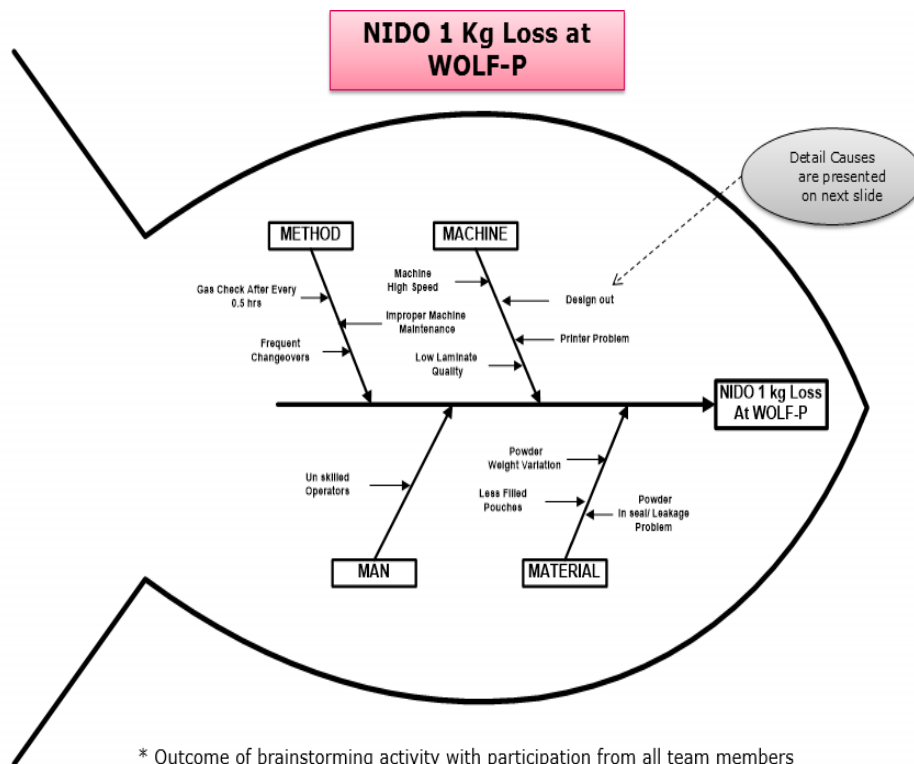 NIDO 1 Kg Loss at
WOLF-P
Detail Causes
are presented
on next slide
METHOD
MACHINE
Gas Check After Every
0.5 hrs
Improper Machine
Maintenance
Frequent
Changeovers
Machine
High Speed
Design out
Printer Problem
Low Laminate
Quality
NIDO 1 kg Loss
At WOLF-P
Un skilled
Operators
Powder
Weight Variation
Less Filled
Pouches
Powder
In seal/ Leakage
Problem
MAN
MATERIAL
* Outcome of brainstorming activity with participation from all team members